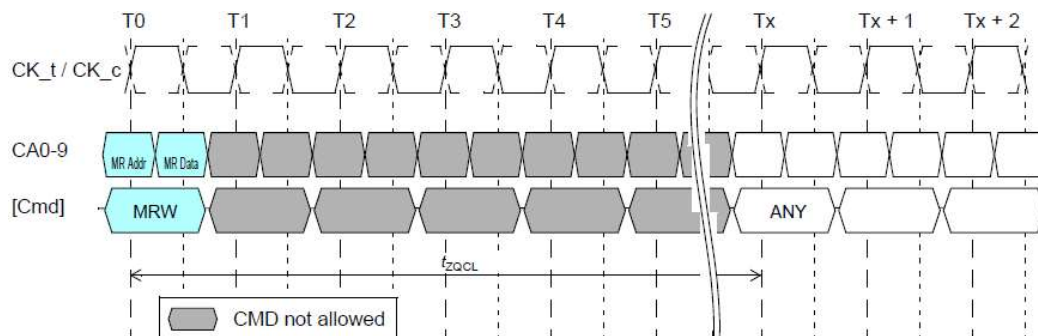 T0 T1 T2 T3 T4 T5 Tx Tx + 1 Tx + 2
CK_t / CK_c
CA0-9 MR Addr MR Data
[Cmd] MRW ANY
tZQCL
CMD not allowed